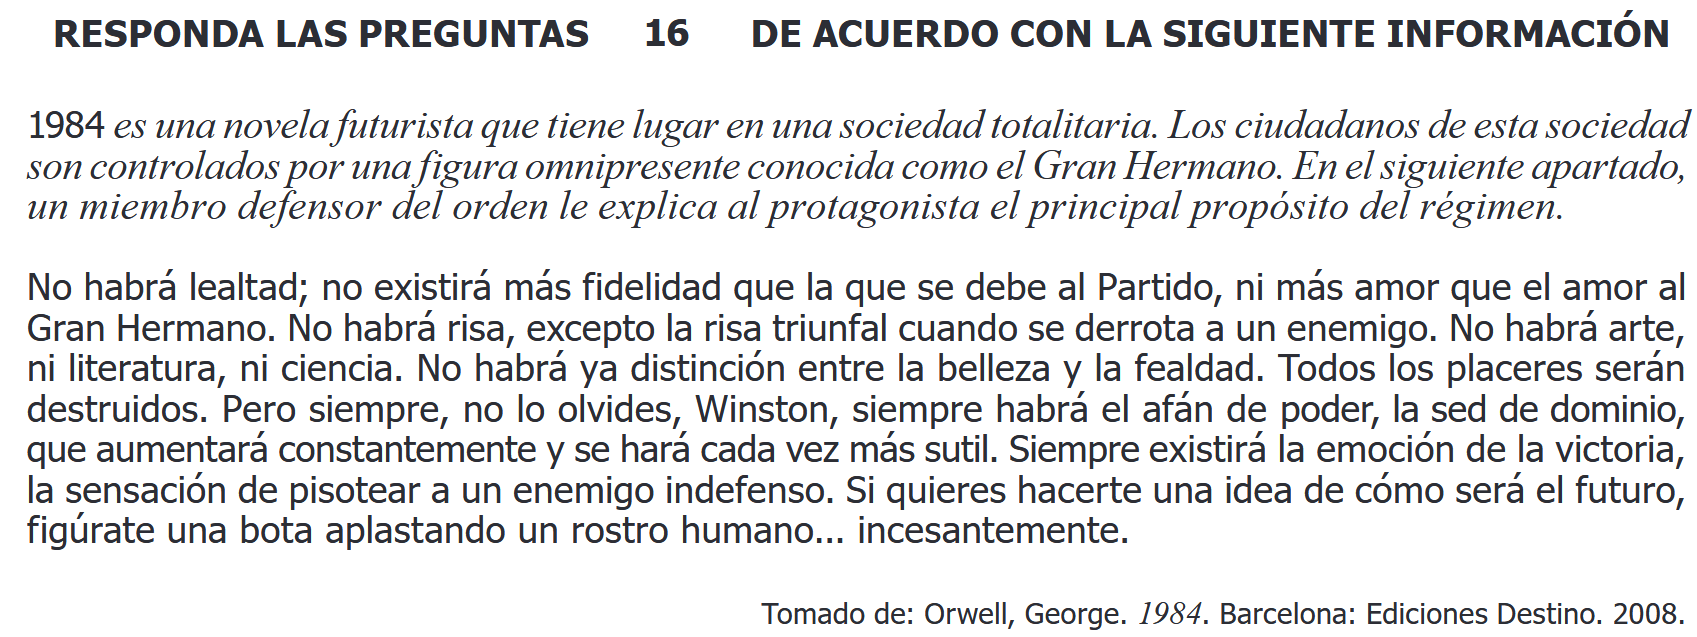 RESPONDA LAS PREGUNTAS 16 DE ACUERDO CON LA SIGUIENTE INFORMACIÓN
1984 es una novela futurista que tiene lugar en una sociedad totalitaria. Los ciudadanos de esta sociedad
son controlados por una figura omnipresente conocida como el Gran Hermano. En el siguiente apartado,
un miembro defensor del orden le explica al protagonista el principal propósito del régimen.
No habrá lealtad; no existirá más fidelidad que la que se debe al Partido, ni más amor que el amor al
Gran Hermano. No habrá risa, excepto la risa triunfal cuando se derrota a un enemigo. No habrá arte,
ni literatura, ni ciencia. No habrá ya distinción entre la belleza y la fealdad. Todos los placeres serán
destruidos. Pero siempre, no lo olvides, Winston, siempre habrá el afán de poder, la sed de dominio,
que aumentará constantemente y se hará cada vez más sutil. Siempre existirá la emoción de la victoria,
la sensación de pisotear a un enemigo indefenso. Si quieres hacerte una idea de cómo será el futuro,
figúrate una bota aplastando un rostro humano... incesantemente.
Tomado de: Orwell, George. 1984. Barcelona: Ediciones Destino. 2008.